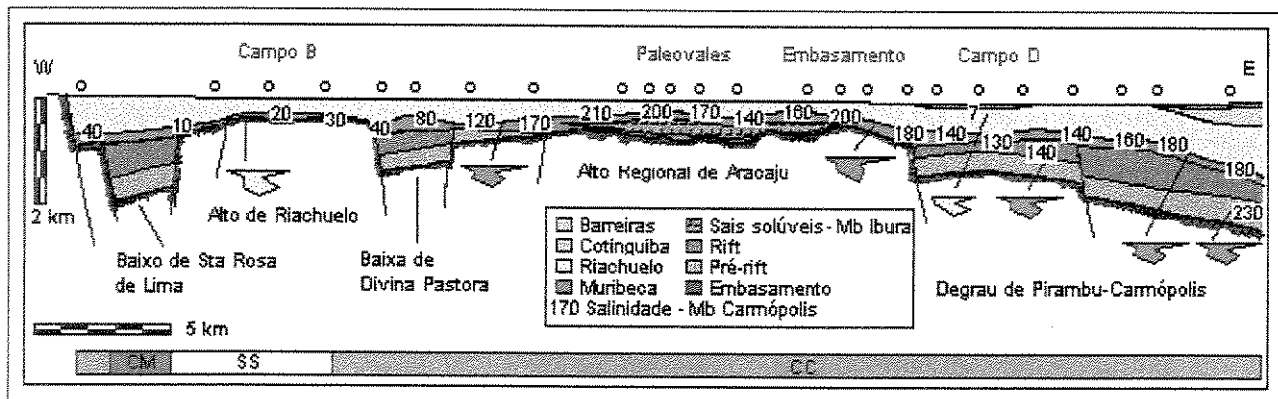 Campo B Paleovales Embasamento Campo D
W E
40 10 20 30 40 80 120 170 210 200 170 140 160 200 180 140 7 130 140 140 160 180 180 230
2 km
Alto de Riachuelo
Alto Regional de Aracaju
Baixo de Sta Rosa
de Lima
Baixa de
Divina Pastora
Degrau de Pirambu-Carmópolis
Barreiras Sais solúveis - Mb Ibura
Cotinguiba Rift
Riachuelo Pré-rift
Muribeca Embasamento
170 Salinidade - Mb Carmópolis
5 km
CM SS CC